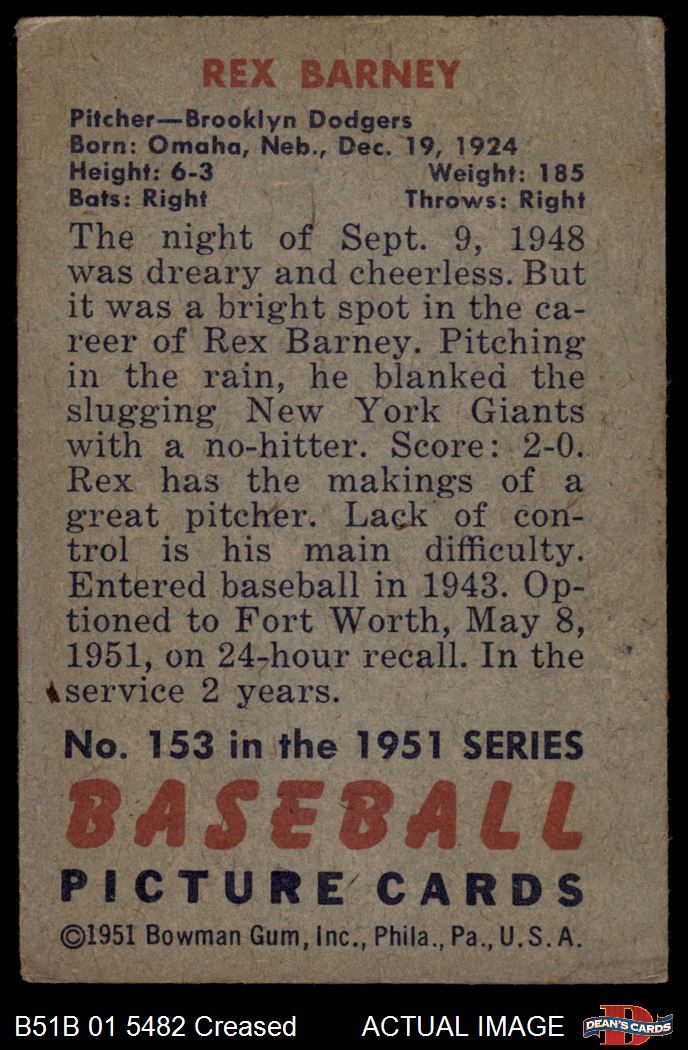 REX BARNEY
Pitcher—Brooklyn Dodgers
Born: Omaha, Neb., Dec. 19, 1924
Height: 6-3 Weight: 185
Bats: Right Throws: Right
The night of Sept. 9, 1948
was dreary and cheerless. But
it was a bright spot in the ca-
reer of Rex Barney. Pitching
in the rain, he blanked the
slugging New York Giants
with a no-hitter. Score: 2-0.
Rex has the makings of a
great pitcher. Lack of con-
trol is his main difficulty.
Entered baseball in 1943. Op-
tioned to Fort Worth, May 8,
1951, on 24-hour recall. In the
service 2 years.
No. 153 in the 1951 SERIES
BASEBALL
PICTURE CARDS
©1951 Bowman Gum, Inc., Phila., Pa., U.S.A.
B51B 01 5482 Creased ACTUAL IMAGE D DEAN'S CARDS